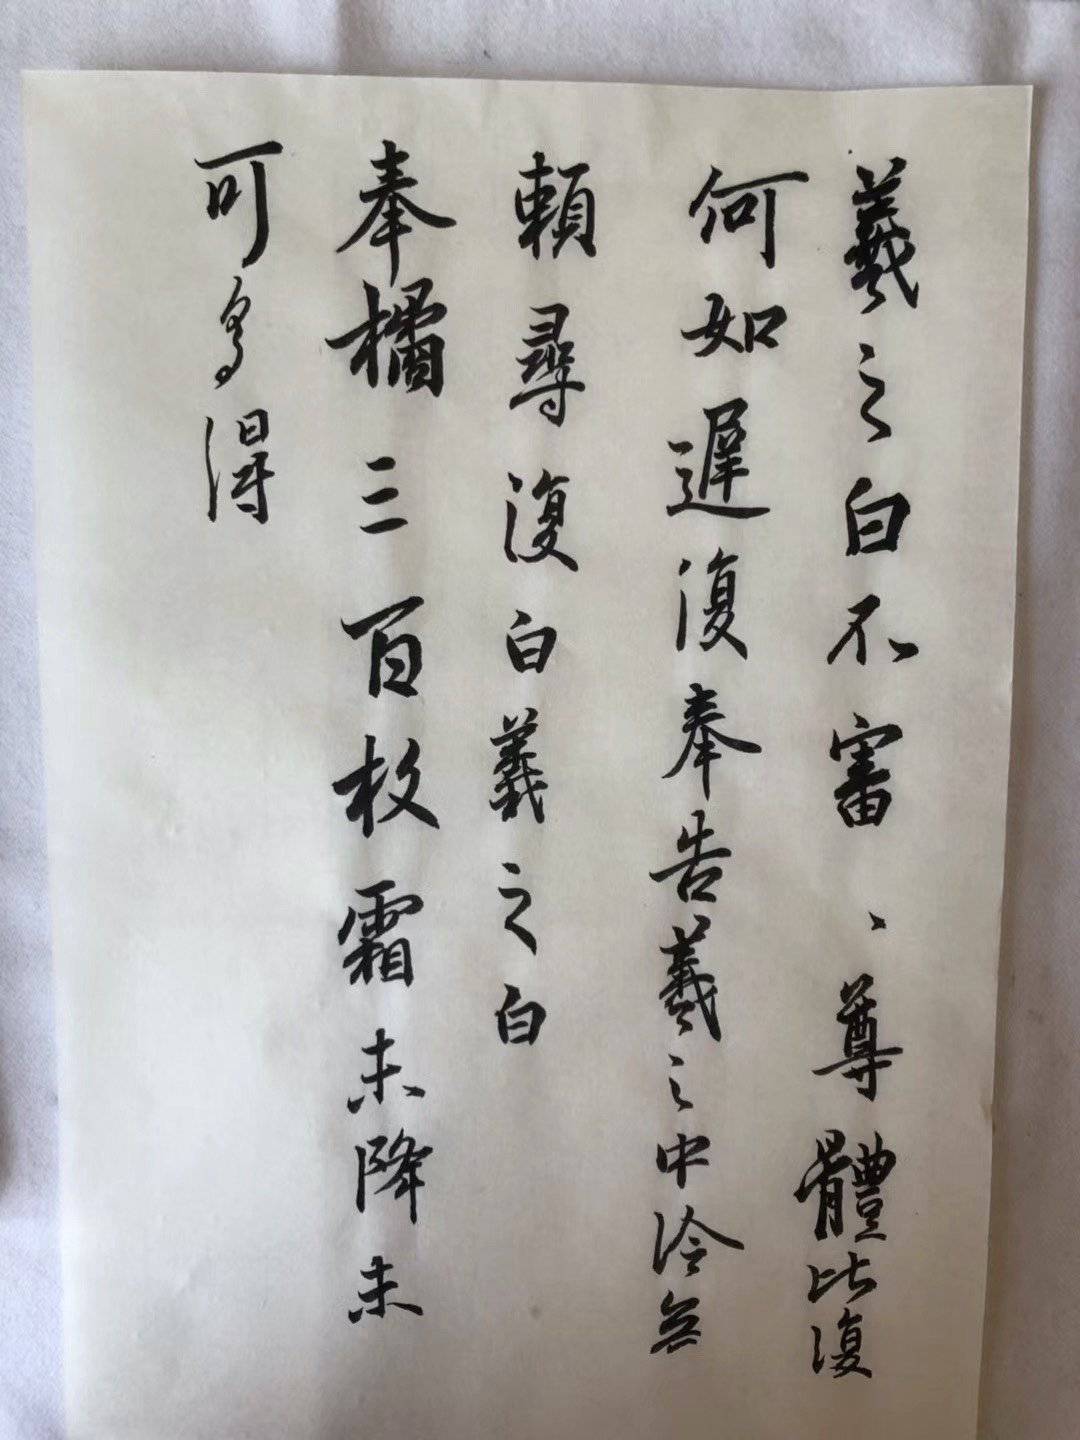 羲之白不審、尊體比復
何如遲復奉告羲之中冷無
賴尋復白羲之白
奉橘三百枚霜未降未
可多得